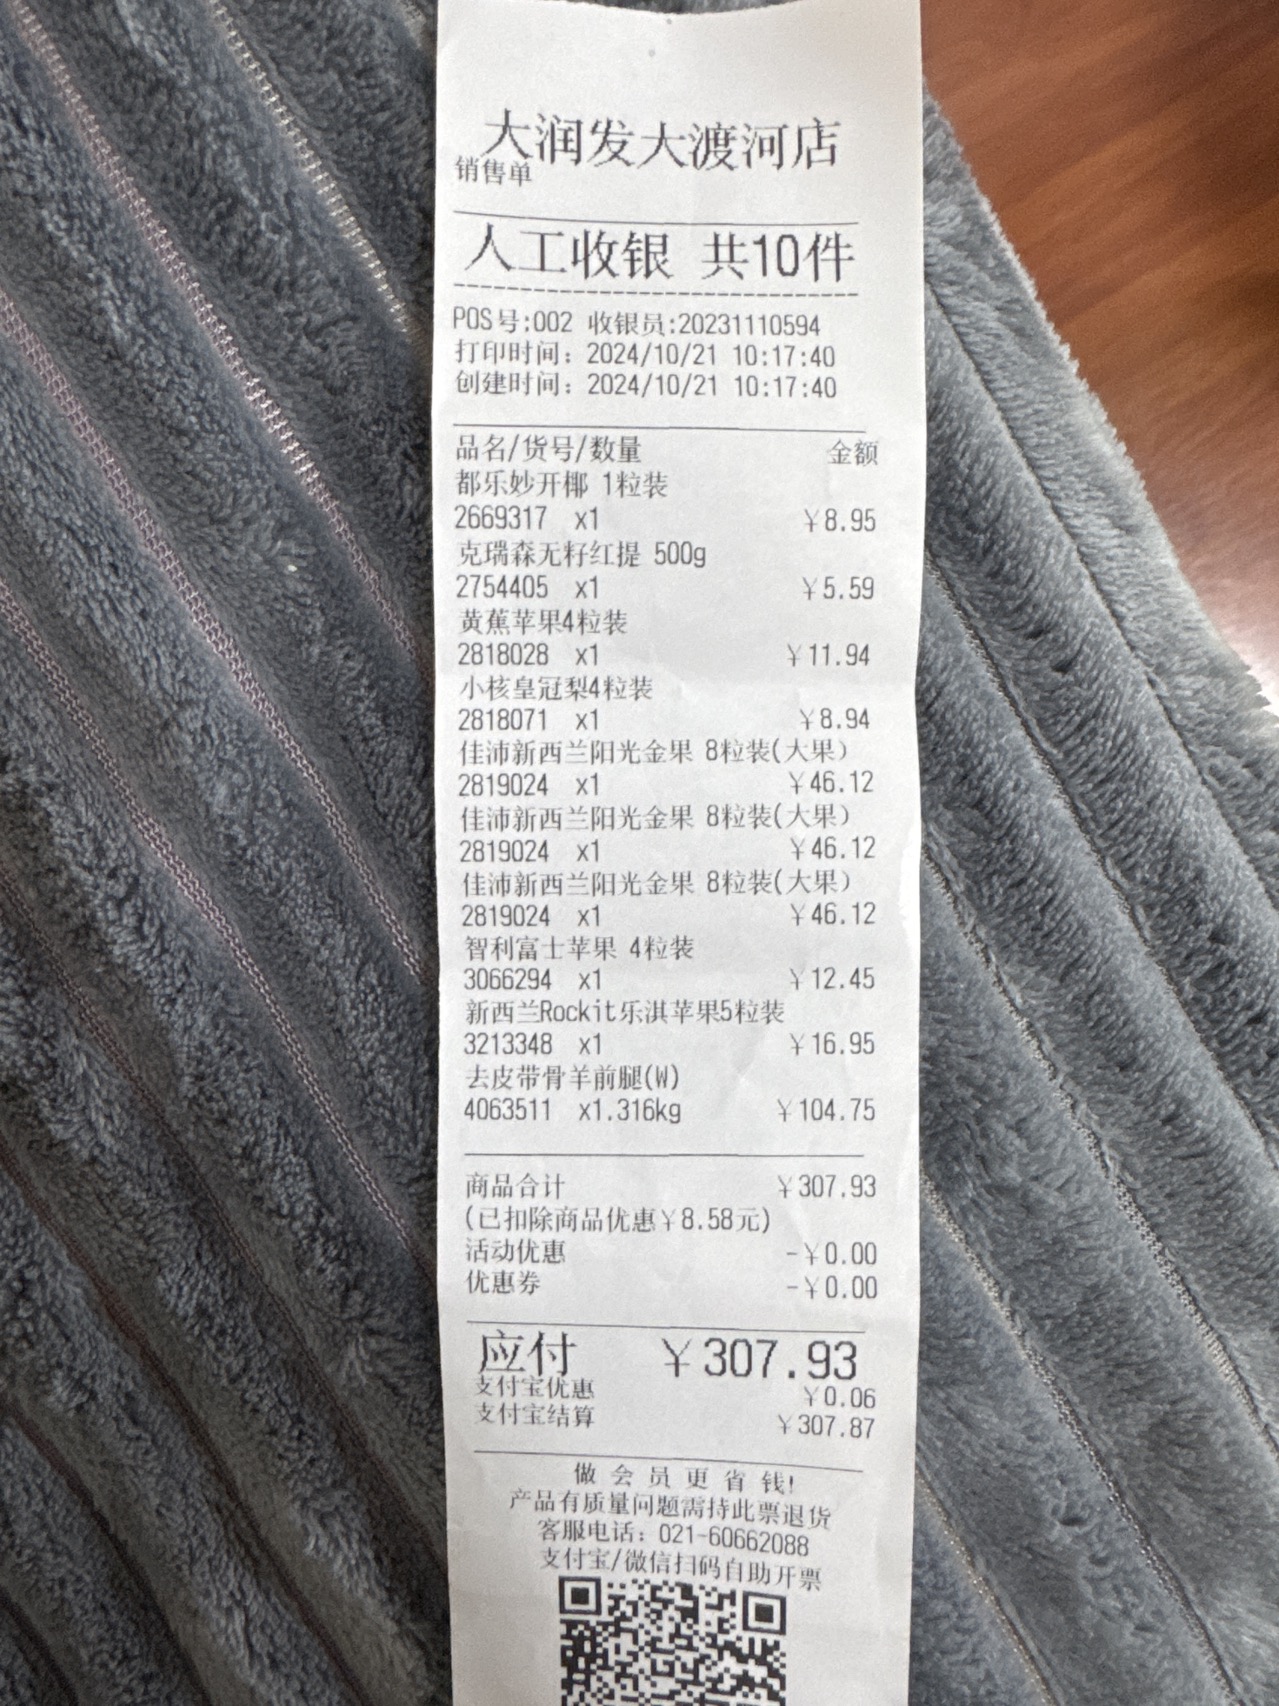 大润发大渡河店
销售单
人工收银 共10件
POS号:002 收银员:20231110594
打印时间: 2024/10/21 10:17:40
创建时间: 2024/10/21 10:17:40
品名/货号/数量 金额
都乐妙开椰 1粒装
2669317 x1 ¥8.95
克瑞森无籽红提 500g
2754405 x1 ¥5.59
黄蕉苹果4粒装
2818028 x1 ¥11.94
小核皇冠梨4粒装
2818071 x1 ¥8.94
佳沛新西兰阳光金果 8粒装(大果)
2819024 x1 ¥46.12
佳沛新西兰阳光金果 8粒装(大果)
2819024 x1 ¥46.12
佳沛新西兰阳光金果 8粒装(大果)
2819024 x1 ¥46.12
智利富士苹果 4粒装
3066294 x1 ¥12.45
新西兰Rockit乐淇苹果5粒装
3213348 x1 ¥16.95
去皮带骨羊前腿(W)
4063511 x1.316kg ¥104.75
商品合计 ¥307.93
(已扣除商品优惠¥8.58元)
活动优惠 -¥0.00
优惠券 -¥0.00
应付 ¥307.93
支付宝优惠 ¥0.06
支付宝结算 ¥307.87
做会员更省钱!
产品有质量问题需持此票退货
客服电话: 021-60662088
支付宝/微信扫码自助开票